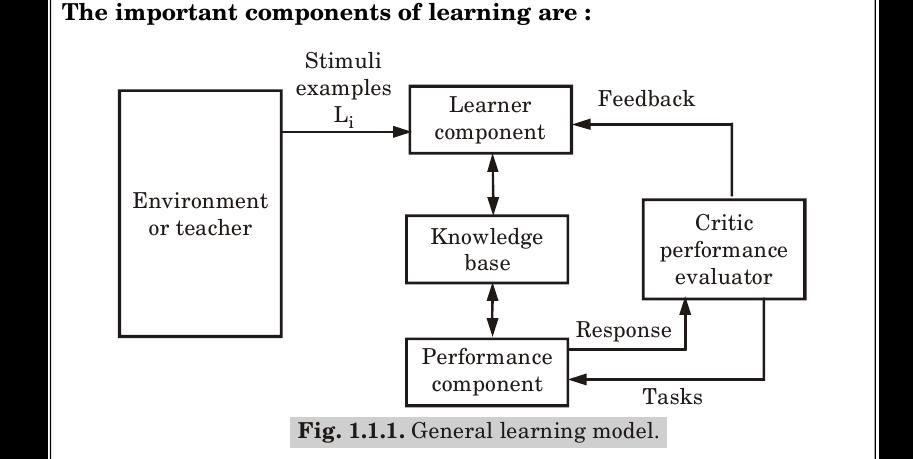 The important components of learning are :
Stimuli
examples
L_i
Feedback
Learner
component
Environment
or teacher
Critic
performance
evaluator
Knowledge
base
Response
Performance
component
Tasks
Fig. 1.1.1. General learning model.